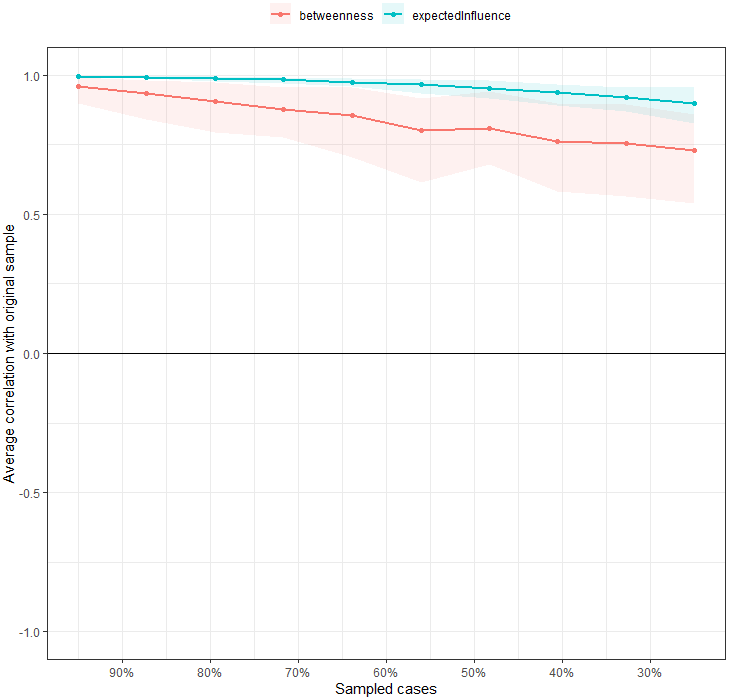 betweenness expectedInfluence
Average correlation with original sample
1.0
0.5
0.0
-0.5
-1.0
90% 80% 70% 60% 50% 40% 30%
Sampled cases